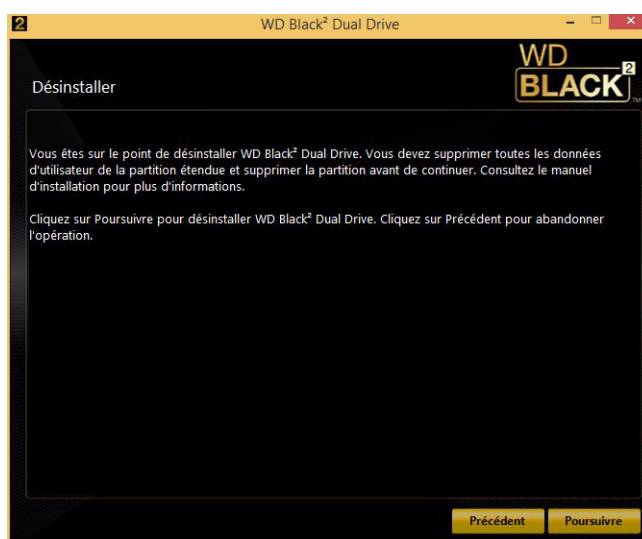 2
WD Black² Dual Drive
WD
BLACK²™
Désinstaller
Vous êtes sur le point de désinstaller WD Black² Dual Drive. Vous devez supprimer toutes les données
d'utilisateur de la partition étendue et supprimer la partition avant de continuer. Consultez le manuel
d'installation pour plus d'informations.
Cliquez sur Poursuivre pour désinstaller WD Black² Dual Drive. Cliquez sur Précédent pour abandonner
l'opération.
Précédent Poursuivre